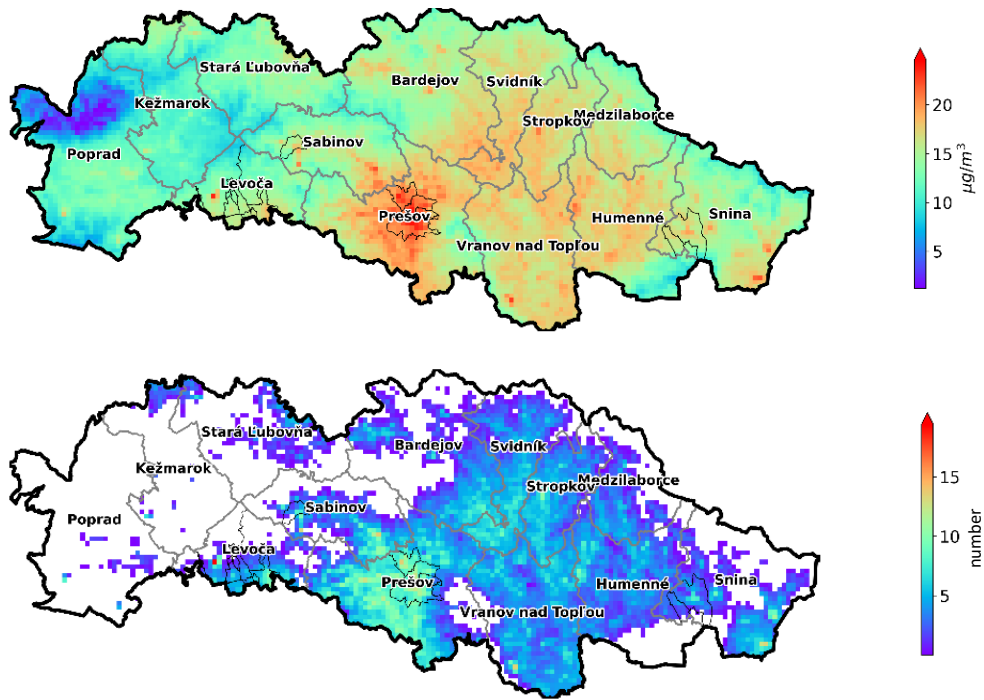 Stará Ľubovňa
Bardejov
Svidník
Kežmarok
Stropkov
Medzilaborce
Sabinov
Poprad
Levoča
Prešov
Humenné
Snina
Vranov nad Topľou
20
15
10
5
μg/m³
Stará Ľubovňa
Bardejov
Svidník
Kežmarok
Stropkov
Medzilaborce
Sabinov
Poprad
Levoča
Prešov
Humenné
Snina
Vranov nad Topľou
15
10
5
number